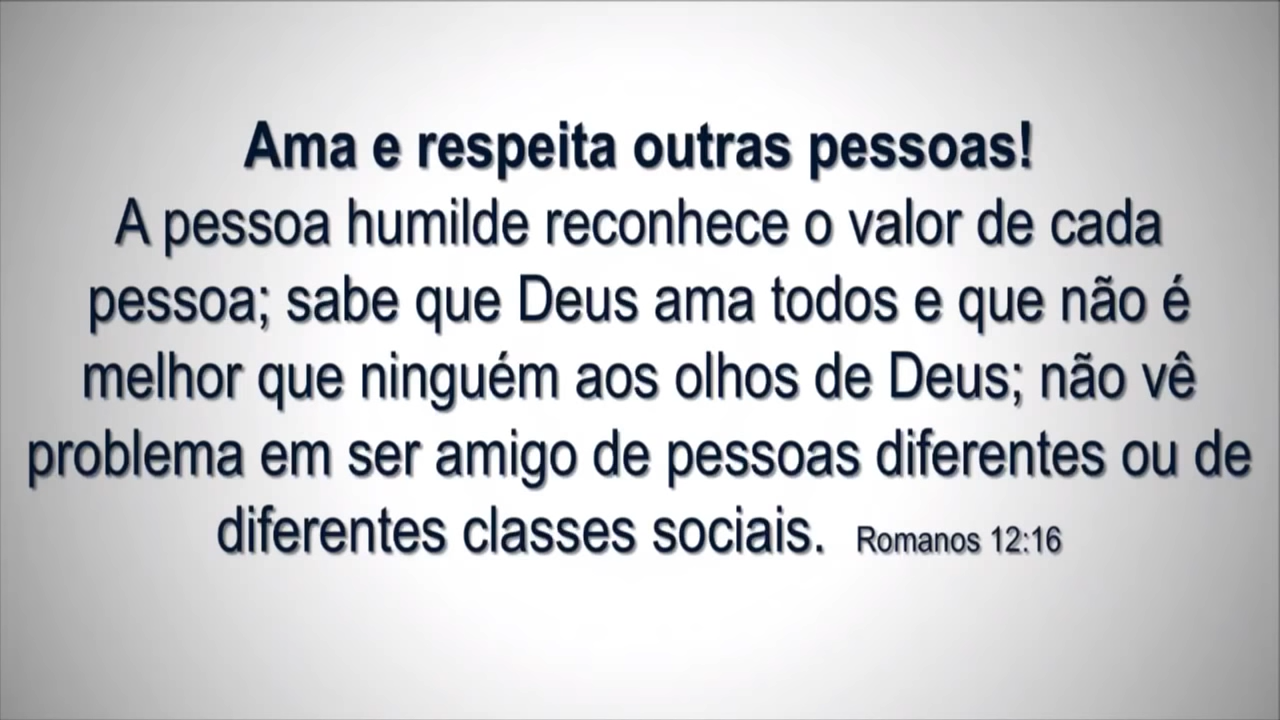 Ama e respeita outras pessoas!
A pessoa humilde reconhece o valor de cada
pessoa; sabe que Deus ama todos e que não é
melhor que ninguém aos olhos de Deus; não vê
problema em ser amigo de pessoas diferentes ou de
diferentes classes sociais. Romanos 12:16